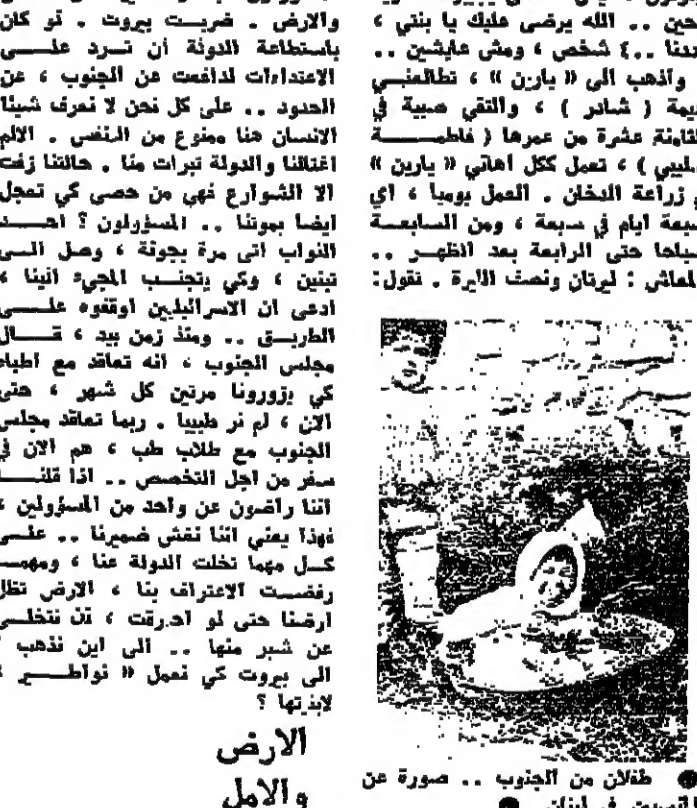 حين .. الله يرضى عليك يا بنتي ،
عندنا ٤٠٠ شخص ، ومش عايشين ..
واذهب الى « يارين » ، تطالعني
خيمة ( شادر ) ، والتقي صبية في
الثامنة عشرة من عمرها ( فاطمة
، تعمل ككل اهالي « يارين »
زراعة الدخان . العمل يوميا ، اي
سبعة ايام في سبعة ، ومن السابعة
صباحا حتى الرابعة بعد الظهر ..
المعاش : ليرتان ونصف الليرة . تقول :
● طفلان من الجنوب .. صورة عن
والارض . ضربت بيروت . لو كان
باستطاعة الدولة أن ترد على
الاعتداءات لدافعت عن الجنوب ، عن
الحدود .. على كل نحن لا نعرف شيئا
الانسان هنا ممنوع من التنفس . الالم
اغتالنا والدولة تبرات منا . حالتنا زفت
الا الشوارع فهي من حصى كي تعجل
ايضا بموتنا .. المسؤولون ؟ احد
النواب اتى مرة بجولة ، وصل الى
تبنين ، وكي يتجنب المجيء الينا ،
ادعى ان الاسرائيليين اوقفوه على
الطريق .. ومنذ زمن بيد ، قال
مجلس الجنوب ، انه تعاقد مع اطباء
كي يزورونا مرتين كل شهر ، حتى
الان ، لم نر طبيبا . ربما تعاقد مجلس
الجنوب مع طلاب طب ، هم الان في
سفر من اجل التخصص .. اذا قلنا
اننا راضون عن واحد من المسؤولين ،
فهذا يعني اننا نغش ضميرنا .. على
كل مهما تخلت الدولة عنا ، ومهما
رفضت الاعتراف بنا ، الارض تظل
ارضنا حتى لو احرقت ، لن نتخلى
عن شبر منها .. الى اين نذهب ؟
الى بيروت كي نعمل « نواطير »
لابنيتها ؟
الارض
والامل